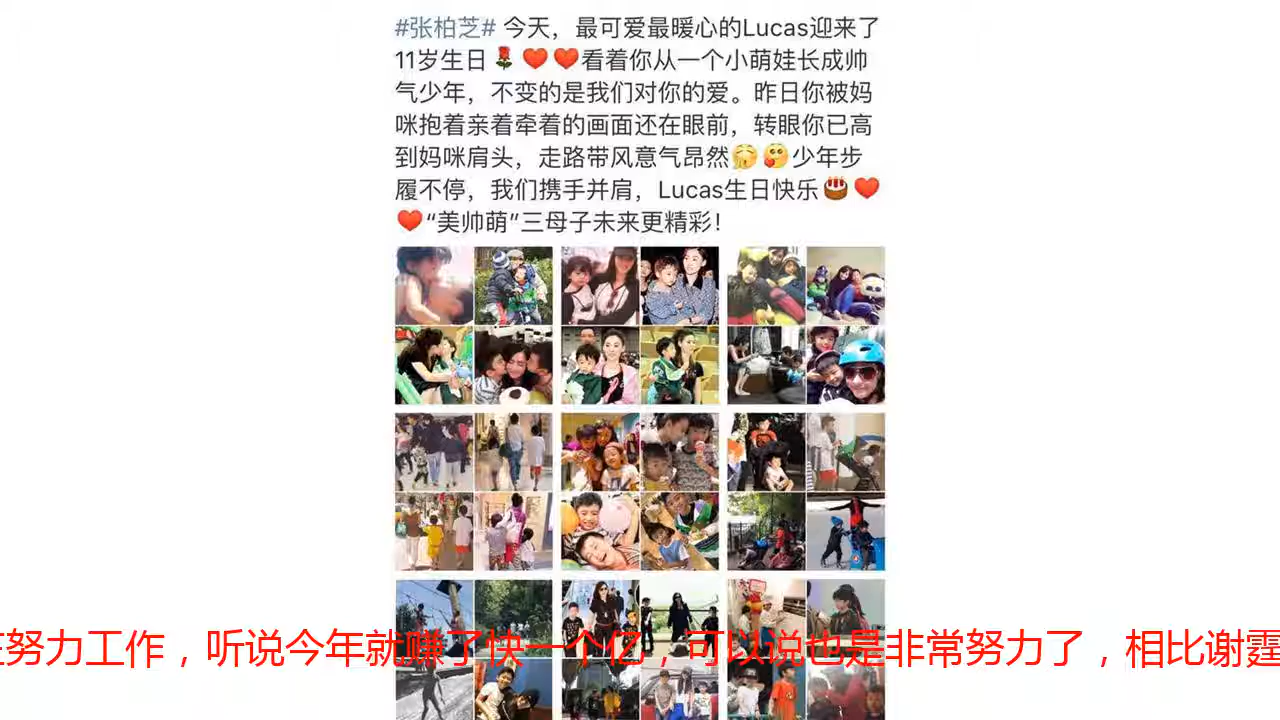 #张柏芝# 今天，最可爱最暖心的Lucas迎来了
11岁生日🌹❤️❤️看着你从一个小萌娃长成帅
气少年，不变的是我们对你的爱。昨日你被妈
咪抱着亲着牵着的画面还在眼前，转眼你已高
到妈咪肩头，走路带风意气昂然🤗🥰少年步
履不停，我们携手并肩，Lucas生日快乐🎂❤️
❤️“美帅萌”三母子未来更精彩！
努力工作，听说今年就赚了快一个亿，可以说也是非常努力了，相比谢霆